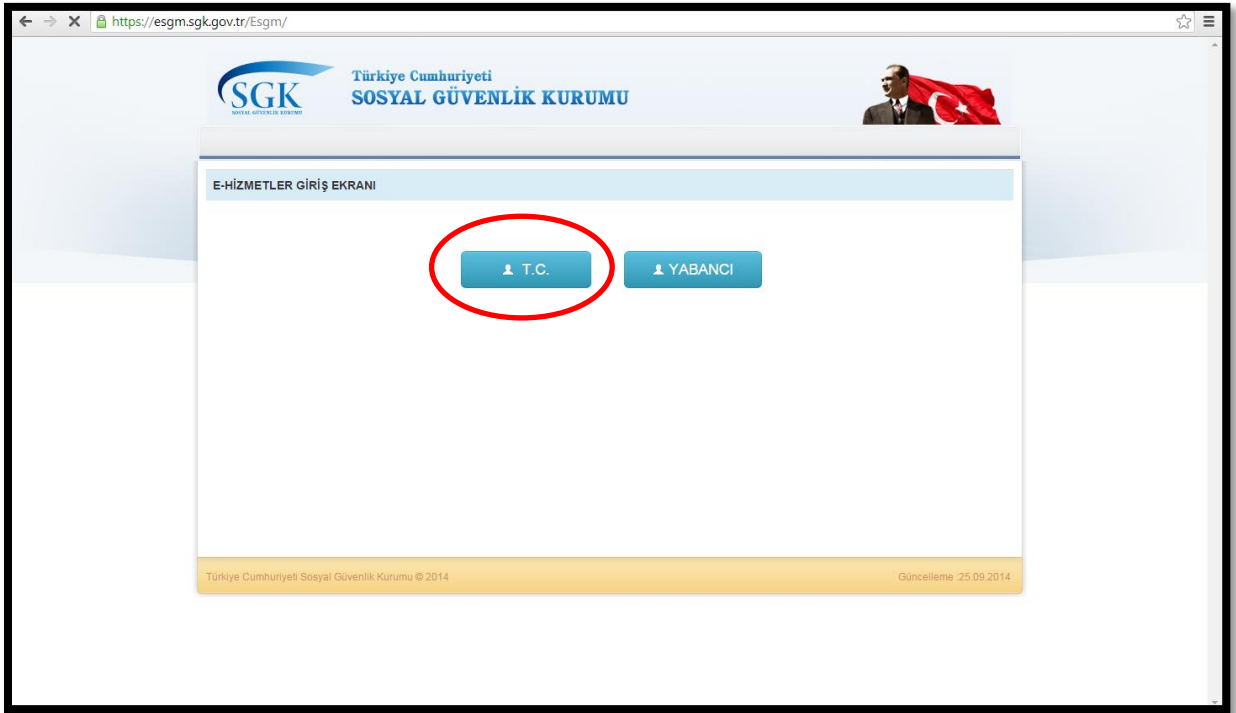 https://esgm.sgk.gov.tr/Esgm/
SGK
SOSYAL GÜVENLİK KURUMU
Türkiye Cumhuriyeti
SOSYAL GÜVENLİK KURUMU
E-HİZMETLER GİRİŞ EKRANI
T.C.
YABANCI
Türkiye Cumhuriyeti Sosyal Güvenlik Kurumu © 2014
Güncelleme :25.09.2014